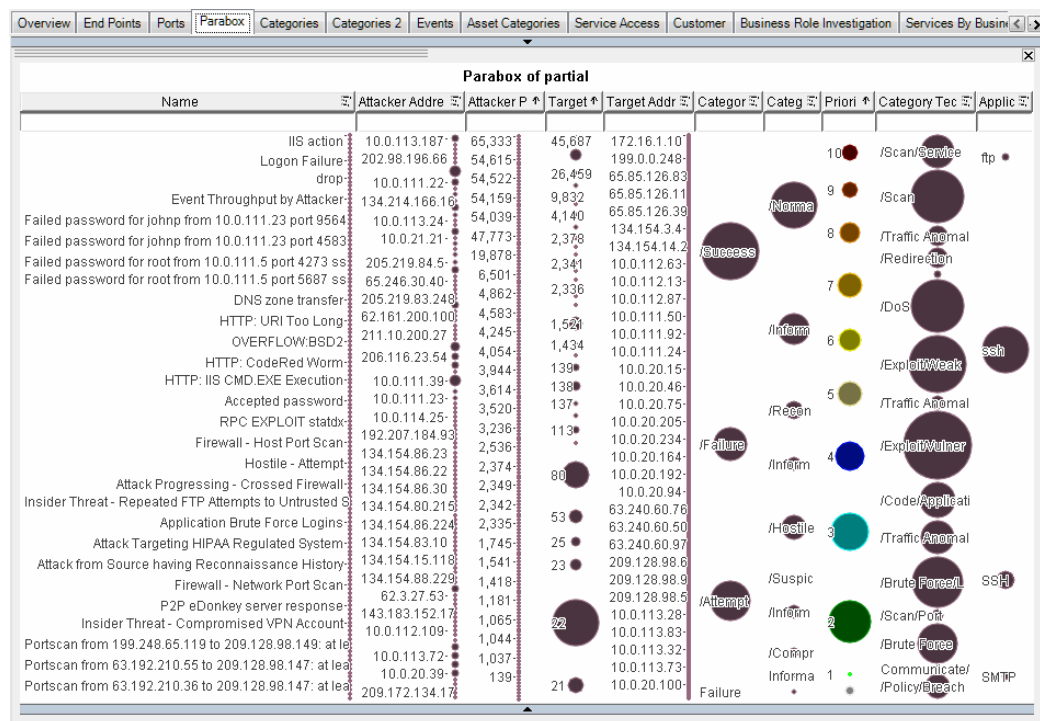 Overview End Points Ports Parabox Categories Categories 2 Events Asset Categories Service Access Customer Business Role Investigation Services By Busin
Parabox of partial
Name Attacker Addre Attacker P Target Target Addr Categor Categ Priori Category Tec Applic
IIS action
Logon Failure
drop
Event Throughput by Attacker
Failed password for johnp from 10.0.111.23 port 9564
Failed password for johnp from 10.0.111.23 port 4583
Failed password for root from 10.0.111.5 port 4273 ss
Failed password for root from 10.0.111.5 port 5687 ss
DNS zone transfer
HTTP: URI Too Long
OVERFLOW:BSD2
HTTP: CodeRed Worm
HTTP: IIS CMD.EXE Execution
Accepted password
RPC EXPLOIT statdx
Firewall - Host Port Scan
Hostile - Attempt
Attack Progressing - Crossed Firewall
Insider Threat - Repeated FTP Attempts to Untrusted S
Application Brute Force Logins
Attack Targeting HIPAA Regulated System
Attack from Source having Reconnaissance History
Firewall - Network Port Scan
P2P eDonkey server response
Insider Threat - Compromised VPN Account
Portscan from 199.248.65.119 to 209.128.98.149: at lea
Portscan from 63.192.210.55 to 209.128.98.147: at lea
Portscan from 63.192.210.36 to 209.128.98.147: at lea
10.0.113.187
202.98.196.66
10.0.111.22
134.214.166.16
10.0.113.24
10.0.21.21
205.219.84.5
65.246.30.40
205.219.83.248
62.161.200.100
211.10.200.27
206.116.23.54
10.0.111.39
10.0.111.23
10.0.114.25
192.207.184.93
134.154.86.23
134.154.86.22
134.154.86.30
134.154.80.215
134.154.86.224
134.154.83.10
134.154.15.118
134.154.88.229
62.3.27.53
143.183.152.17
10.0.112.109
10.0.113.72
10.0.20.39
209.172.134.17
65,333
54,615
54,522
54,159
54,039
47,773
19,878
6,501
4,862
4,583
4,245
4,054
3,944
3,614
3,520
3,236
2,536
2,374
2,349
2,342
2,335
1,745
1,541
1,418
1,181
1,065
1,044
1,037
139
45,687
26,459
9,832
4,140
2,378
2,341
2,336
1,521
1,434
139
138
137
113
80
53
25
23
22
21
172.16.1.10
199.0.0.248
65.85.126.83
65.85.126.11
65.85.126.39
134.154.3.4
134.154.14.2
10.0.112.63
10.0.112.13
10.0.112.87
10.0.111.50
10.0.111.92
10.0.111.24
10.0.20.15
10.0.20.46
10.0.20.75
10.0.20.205
10.0.20.234
10.0.20.164
10.0.20.192
10.0.20.94
63.240.60.76
63.240.60.50
63.240.60.97
209.128.98.6
209.128.98.9
209.128.98.5
10.0.113.28
10.0.113.83
10.0.113.32
10.0.113.73
10.0.20.100
/Success
/Failure
/Attempt
Failure
/Norma
/Inform
/Recon
/Inform
/Hostile
/Suspic
/Inform
/Compr
Informa
10
9
8
7
6
5
4
3
2
1
/Scan/Service
/Scan
/Traffic Anomal
/Redirection
/DoS
/Exploit/Weak
/Traffic Anomal
/Exploit/Vulner
/Code/Applicati
/Traffic Anomal
/Brute Force/L
/Scan/Port
/Brute Force
Communicate/
/Policy/Breach
ftp
ssh
SSH
SMTP